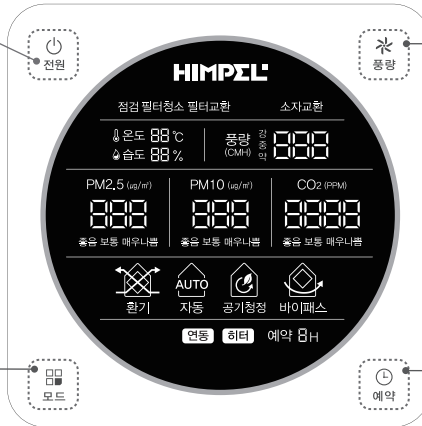 전원
풍량
HIMPEL
점검 필터청소 필터교환 소자교환
온도 88 ℃
습도 88 %
풍량 (CMH) 강 중 약 888
PM2.5 (㎍/㎥) PM10 (㎍/㎥) CO2 (PPM)
888 888 8888
좋음 보통 매우나쁨 좋음 보통 매우나쁨 좋음 보통 매우나쁨
AUTO
환기 자동 공기청정 바이패스
연동 히터 예약 8H
모드
예약